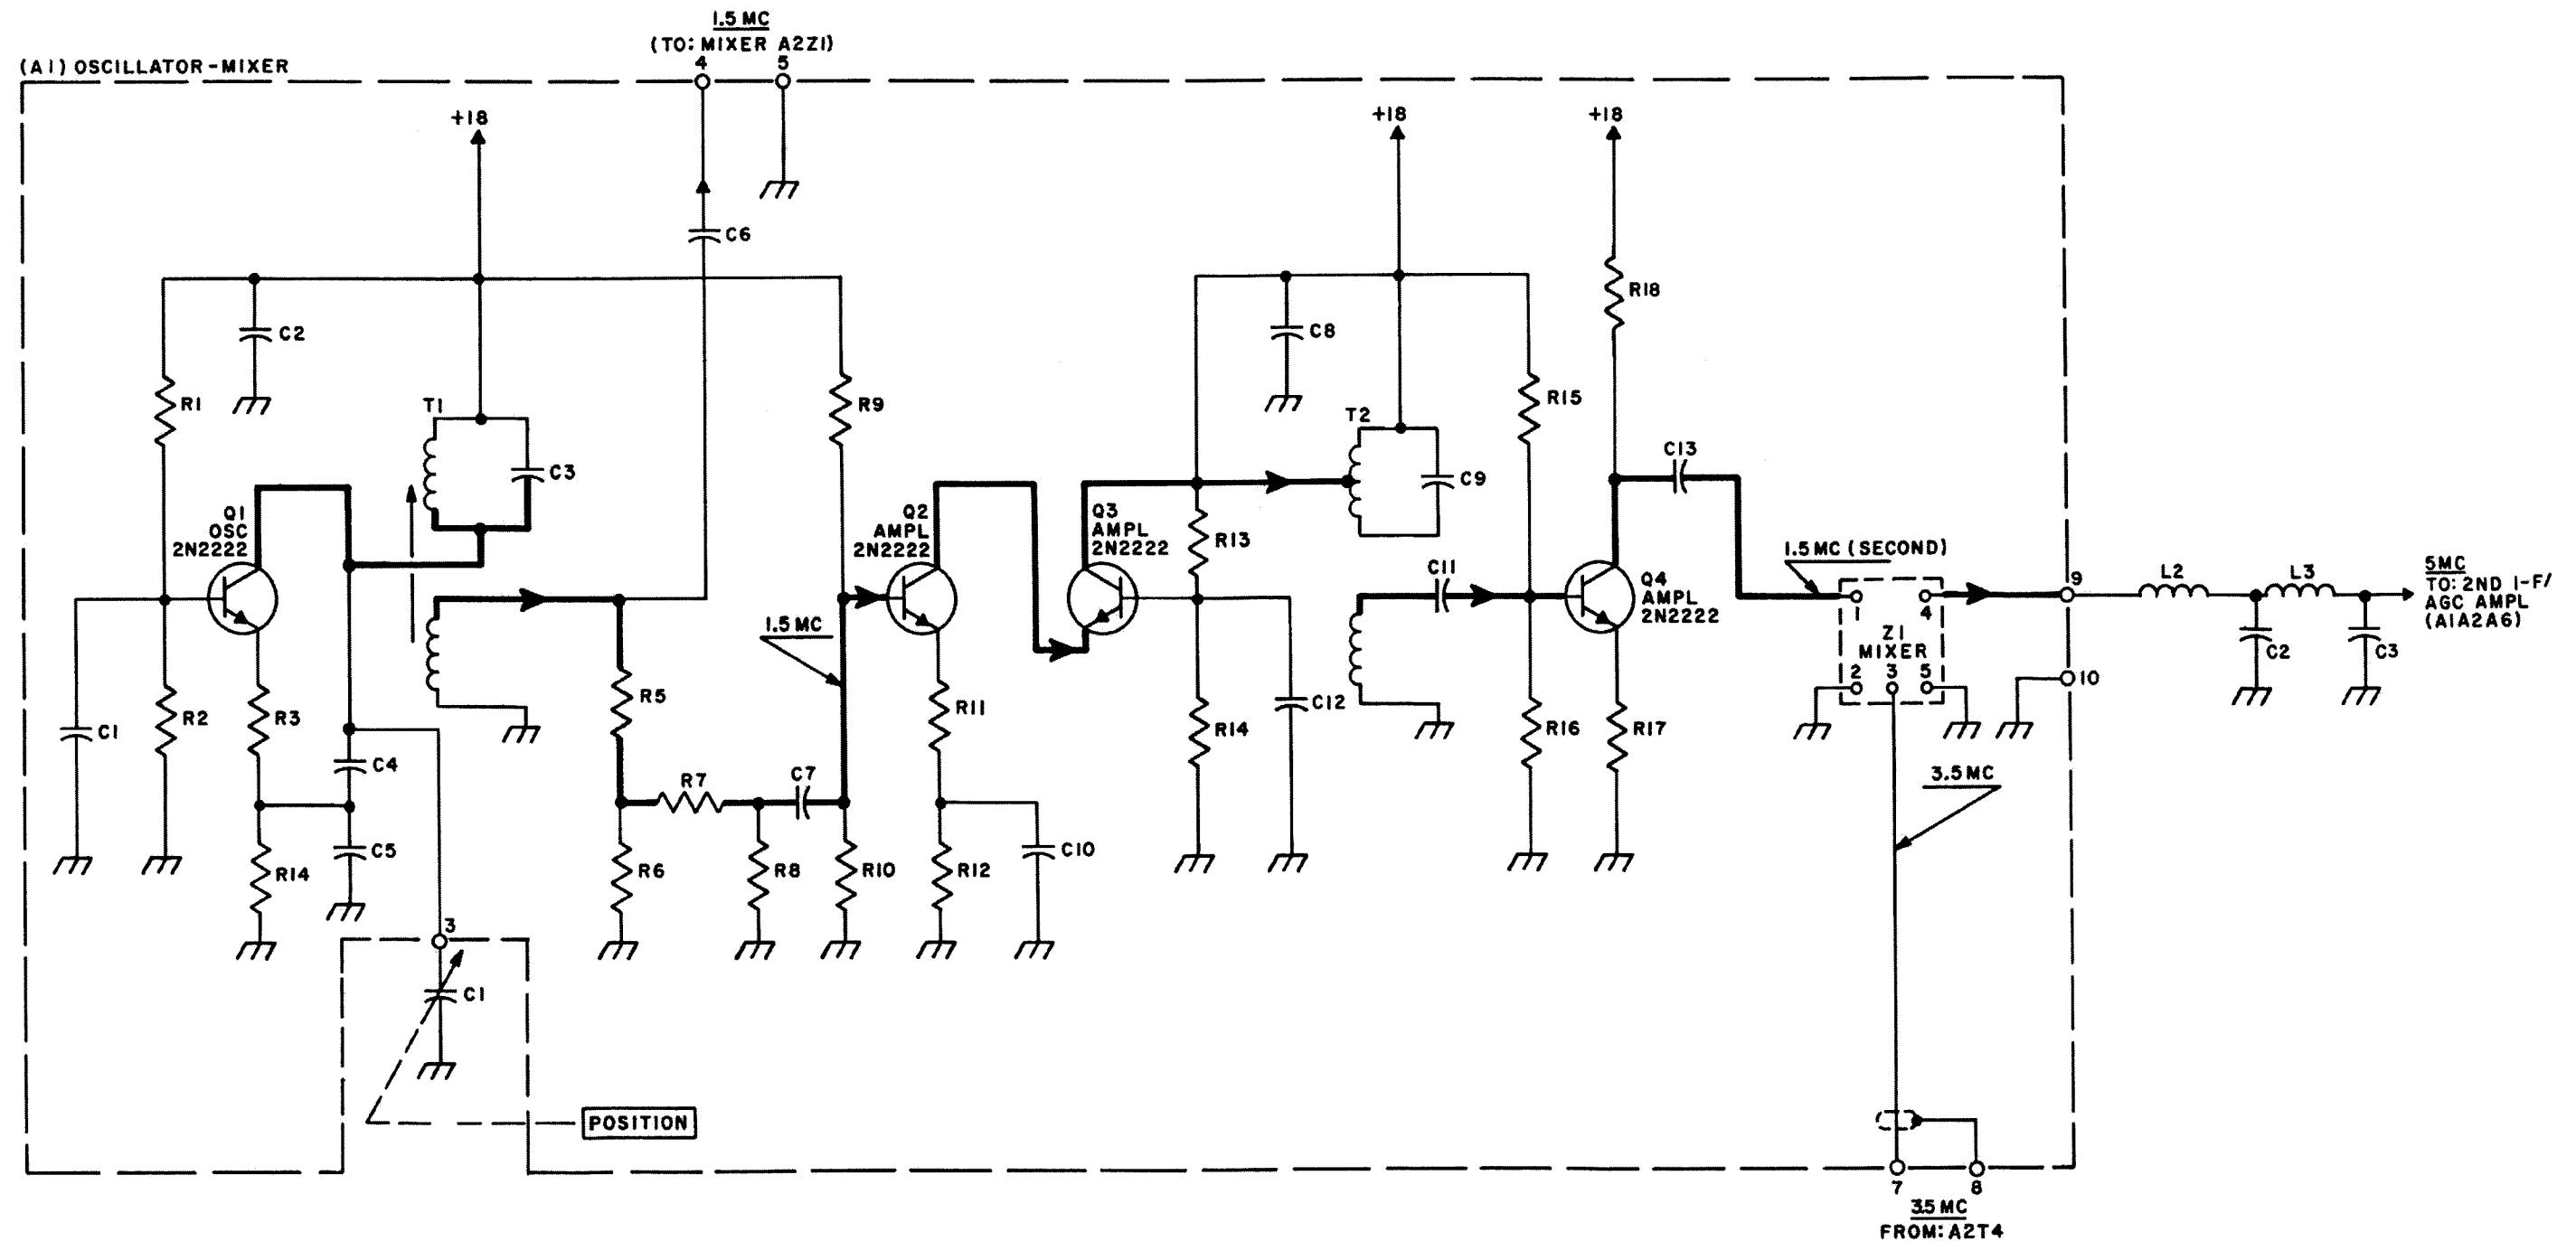 1.5 MC
(TO: MIXER A2Z1)
(A1) OSCILLATOR-MIXER
4
5
+18
+18
+18
C6
C2
R1
T1
C3
R9
C8
R18
R15
T2
C9
C13
Q1
OSC
2N2222
Q2
AMPL
2N2222
Q3
AMPL
2N2222
R13
C11
Q4
AMPL
2N2222
1.5 MC (SECOND)
1
4
Z1
MIXER
2
3
5
9
L2
L3
5MC
TO: 2ND I-F/
AGC AMPL
(A1A2A6)
C2
C3
10
1.5 MC
C1
R2
R3
R5
R11
C12
R14
R16
R17
C4
R7
C7
3.5 MC
C5
R14
R6
R8
R10
R12
C10
3
C1
POSITION
7
8
3.5 MC
FROM: A2T4